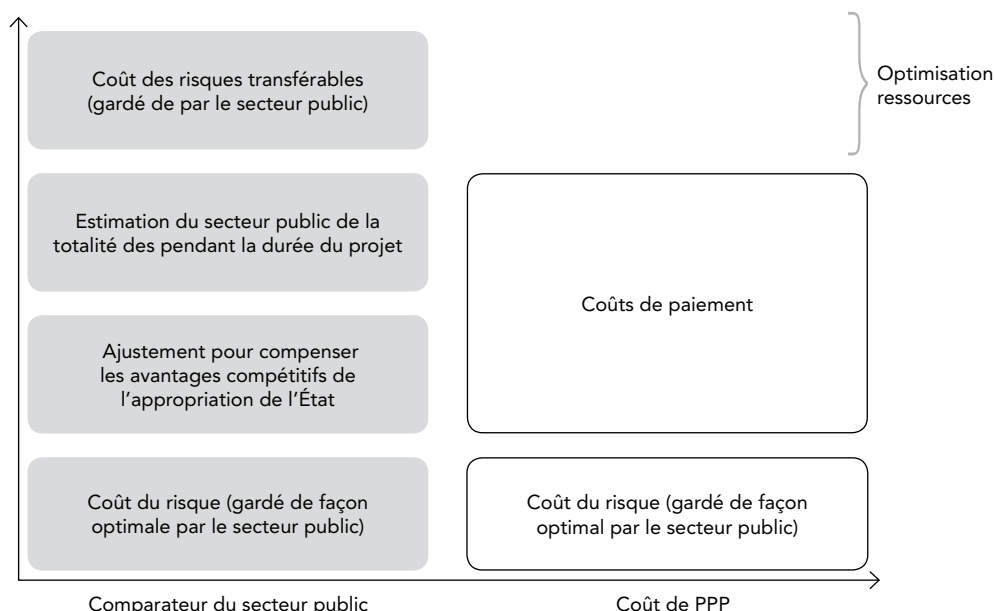 Coût des risques transférables
(gardé de par le secteur public)
Optimisation
ressources
Estimation du secteur public de la
totalité des pendant la durée du projet
Coûts de paiement
Ajustement pour compenser
les avantages compétitifs de
l'appropriation de l'État
Coût du risque (gardé de façon
optimale par le secteur public)
Coût du risque (gardé de façon
optimal par le secteur public)
Comparateur du secteur public
Coût de PPP